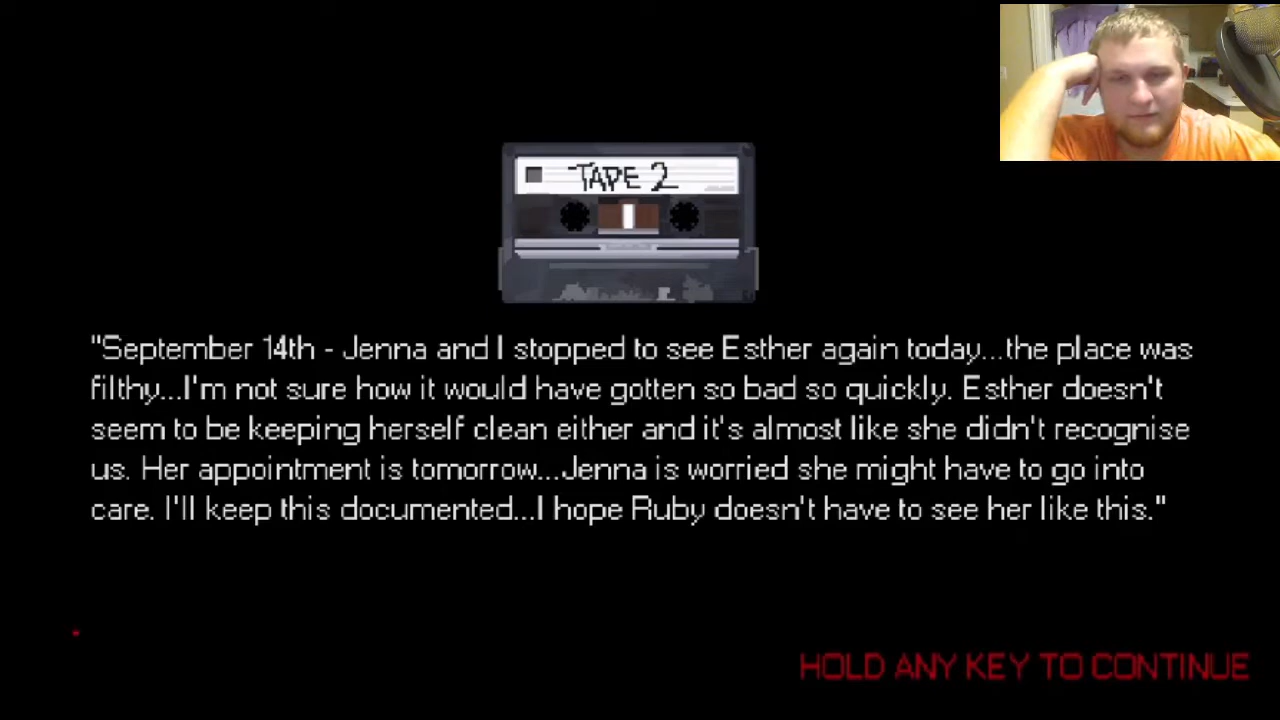 TAPE 2
"September 14th - Jenna and I stopped to see Esther again today...the place was
filthy...I'm not sure how it would have gotten so bad so quickly. Esther doesn't
seem to be keeping herself clean either and it's almost like she didn't recognise
us. Her appointment is tomorrow...Jenna is worried she might have to go into
care. I'll keep this documented...I hope Ruby doesn't have to see her like this."
HOLD ANY KEY TO CONTINUE